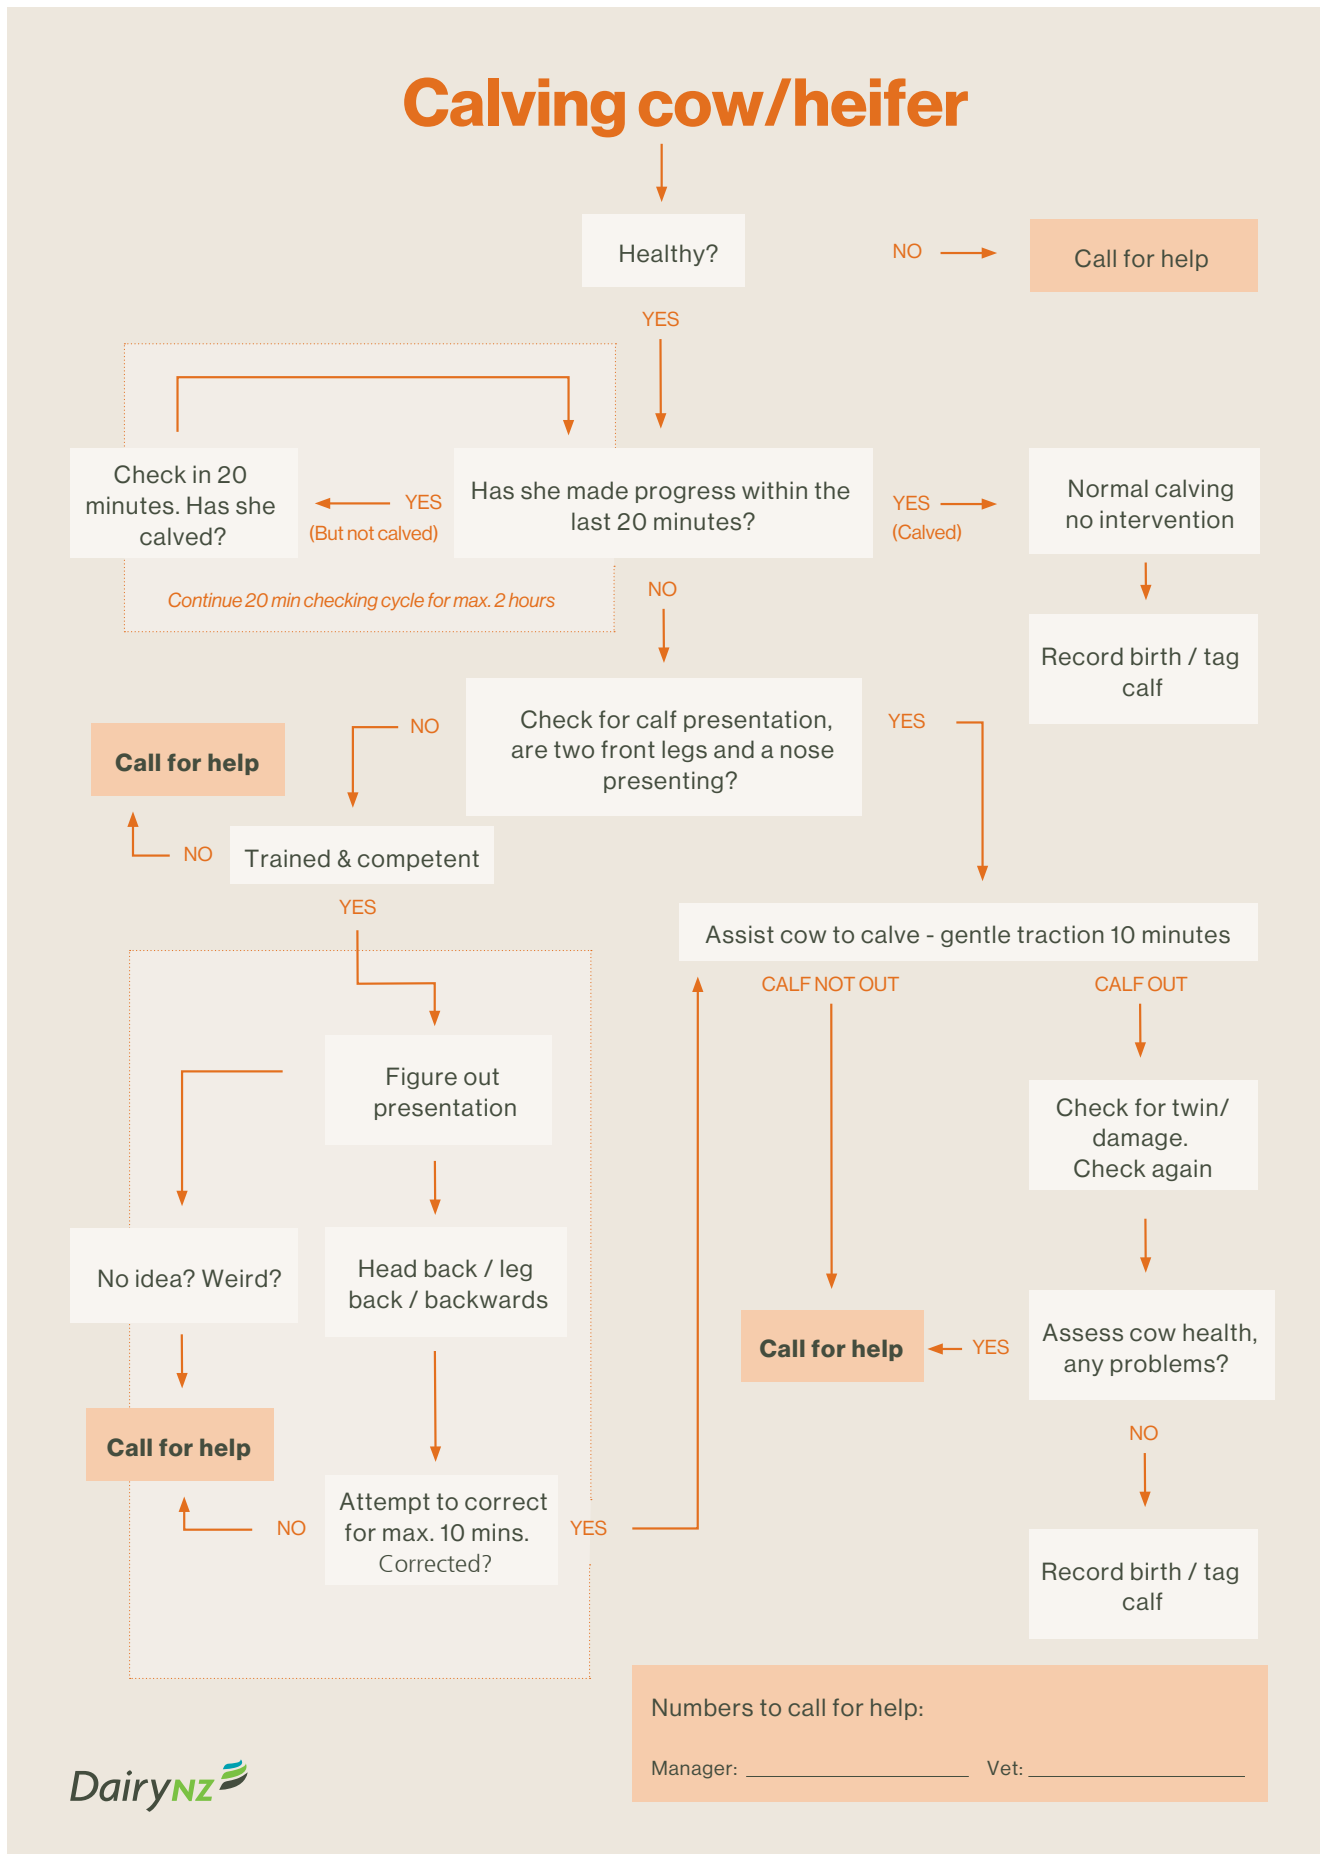 Calving cow/heifer
Healthy?
NO
Call for help
YES
Check in 20
minutes. Has she
calved?
YES
(But not calved)
Has she made progress within the
last 20 minutes?
YES
(Calved)
Normal calving
no intervention
Continue 20 min checking cycle for max. 2 hours
NO
Record birth / tag
calf
Call for help
NO
Check for calf presentation,
are two front legs and a nose
presenting?
YES
NO
Trained & competent
YES
Assist cow to calve - gentle traction 10 minutes
CALF NOT OUT
CALF OUT
Figure out
presentation
Check for twin/
damage.
Check again
No idea? Weird?
Head back / leg
back / backwards
Call for help
YES
Assess cow health,
any problems?
Call for help
NO
NO
Attempt to correct
for max. 10 mins.
Corrected?
YES
Record birth / tag
calf
Numbers to call for help:
Manager:
Vet:
DairyNZ